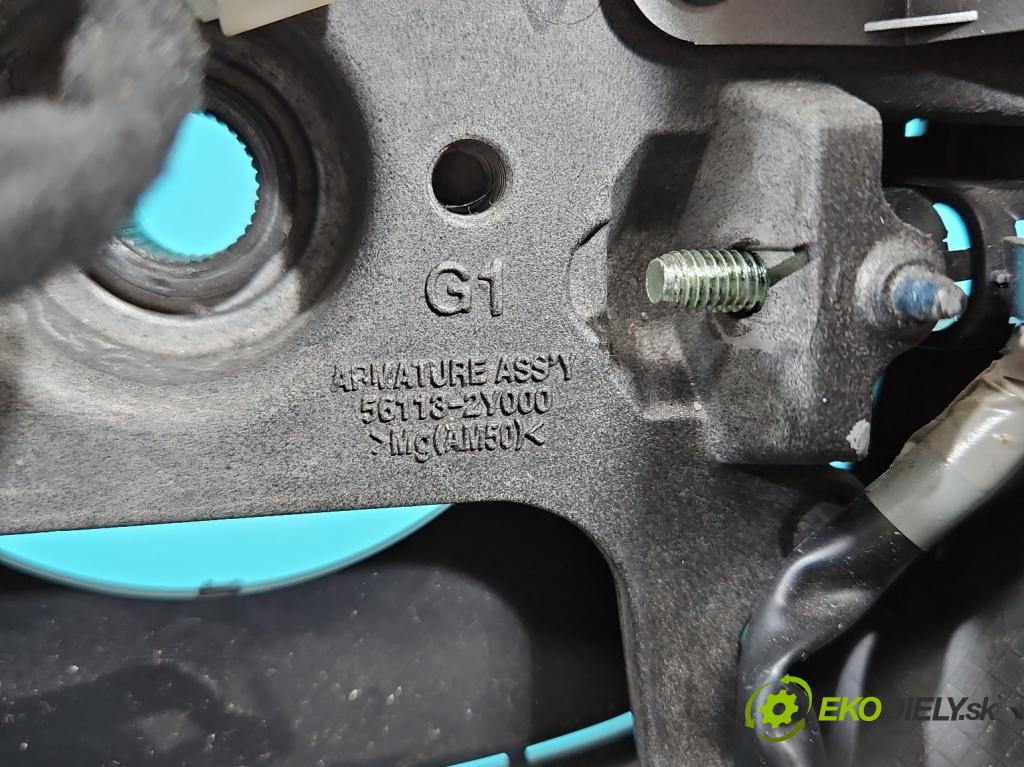 G1
ARMATURE ASS'Y
56113-2Y000
>Mg(AM50)<
EKODIELY.sk